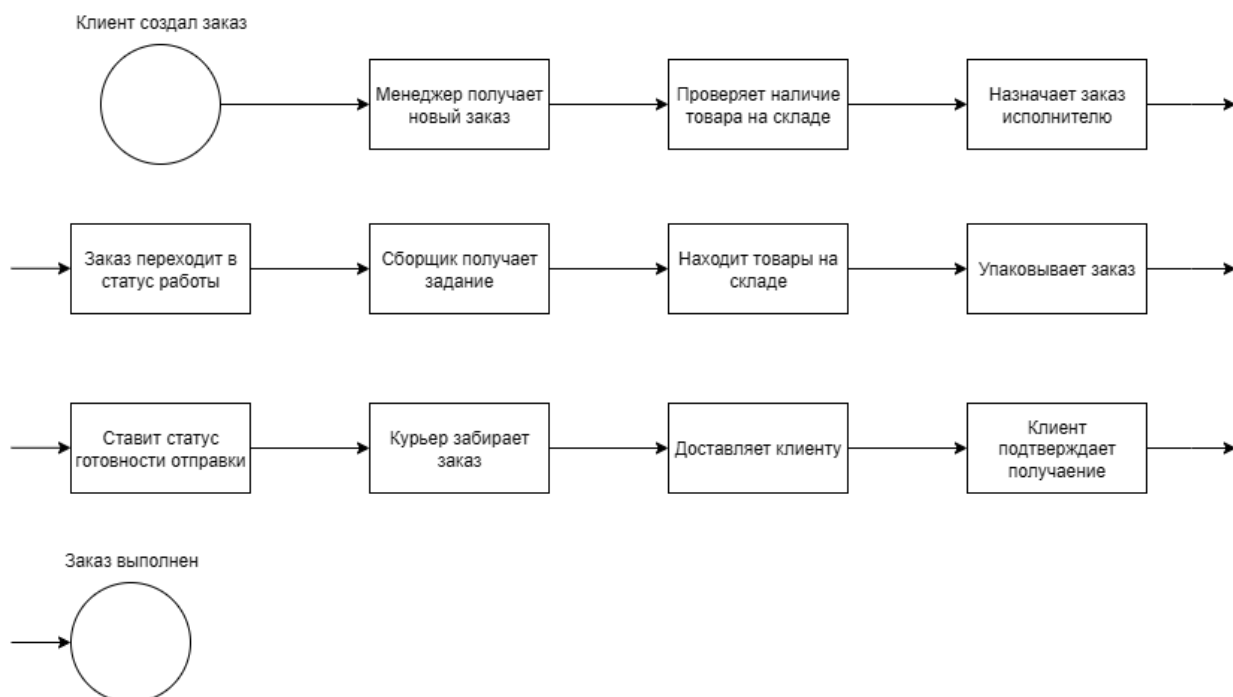 Клиент создал заказ
Менеджер получает
новый заказ
Проверяет наличие
товара на складе
Назначает заказ
исполнителю
Заказ переходит в
статус работы
Сборщик получает
задание
Находит товары на
складе
Упаковывает заказ
Ставит статус
готовности отправки
Курьер забирает
заказ
Доставляет клиенту
Клиент
подтверждает
получаение
Заказ выполнен